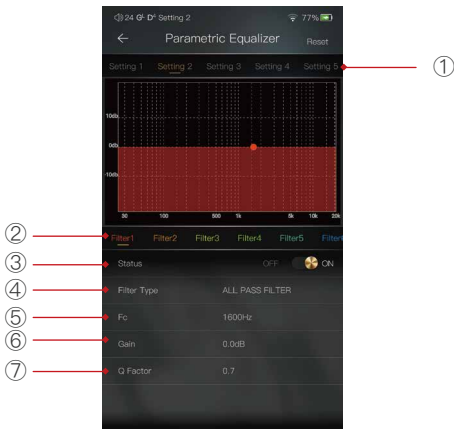 24 G⁻ D⁴ Setting 2 77%
Parametric Equalizer Reset
Setting 1 Setting 2 Setting 3 Setting 4 Setting 5 ①
10db
0db
-10db
30 100 500 1k 5k 10k 20k
② Filter1 Filter2 Filter3 Filter4 Filter5 Filter
③ Status OFF ON
④ Filter Type ALL PASS FILTER
⑤ Fc 1600Hz
⑥ Gain 0.0dB
⑦ Q Factor 0.7